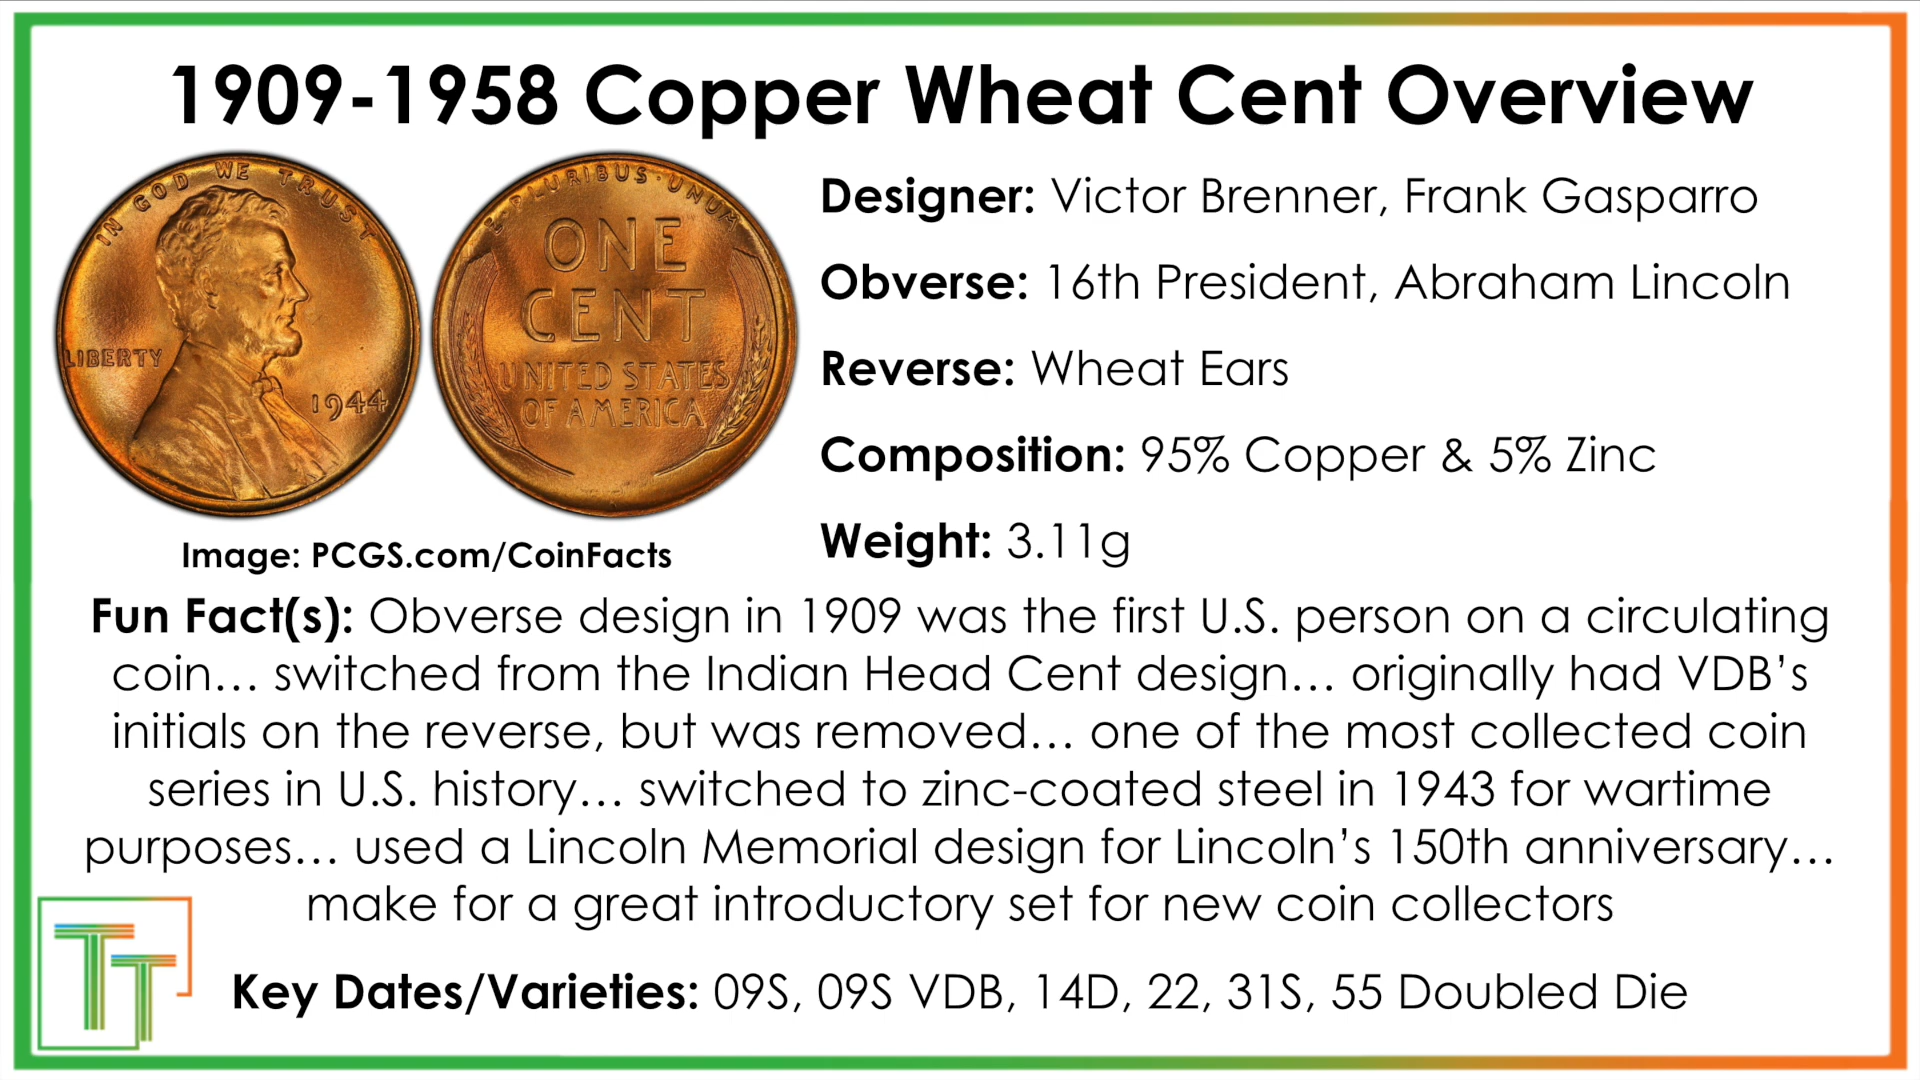 1909-1958 Copper Wheat Cent Overview
IN GOD WE TRUST
LIBERTY
1944
E·PLURIBUS·UNUM
ONE
CENT
UNITED STATES
OF AMERICA
Image: PCGS.com/CoinFacts
Designer: Victor Brenner, Frank Gasparro
Obverse: 16th President, Abraham Lincoln
Reverse: Wheat Ears
Composition: 95% Copper & 5% Zinc
Weight: 3.11g
Fun Fact(s): Obverse design in 1909 was the first U.S. person on a circulating
coin… switched from the Indian Head Cent design… originally had VDB’s
initials on the reverse, but was removed… one of the most collected coin
series in U.S. history… switched to zinc-coated steel in 1943 for wartime
purposes… used a Lincoln Memorial design for Lincoln’s 150th anniversary…
make for a great introductory set for new coin collectors
TT
Key Dates/Varieties: 09S, 09S VDB, 14D, 22, 31S, 55 Doubled Die